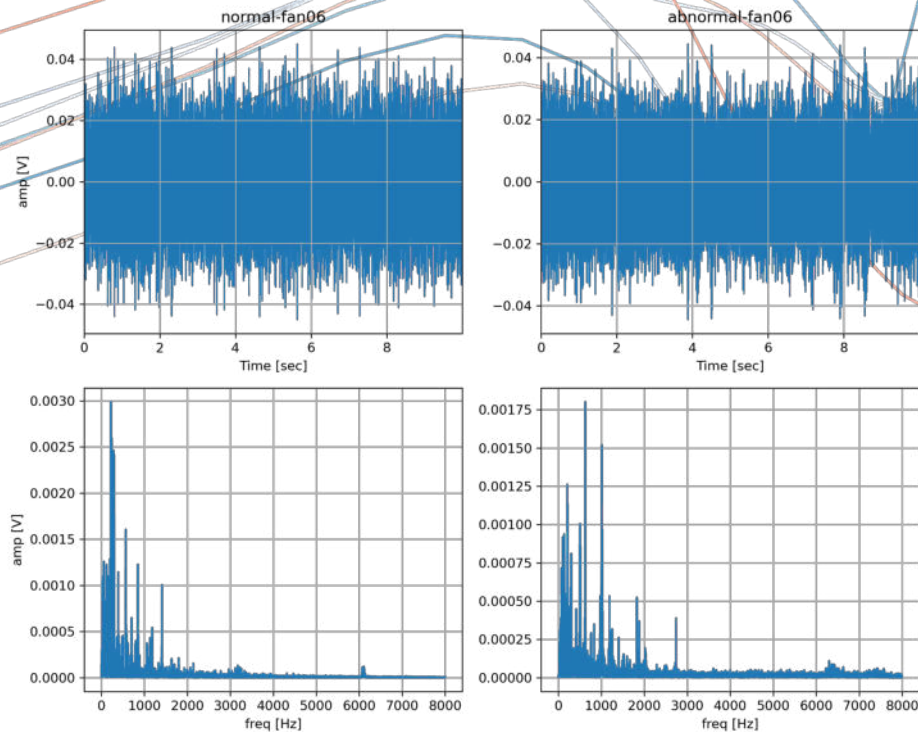 normal-fan06 abnormal-fan06
0.04 0.04
0.02 0.02
0.00 0.00
−0.02 −0.02
−0.04 −0.04
amp [V]
0 2 4 6 8 0 2 4 6 8
Time [sec] Time [sec]
0.0030 0.00175
0.0025 0.00150
0.0020 0.00125
0.0015 0.00100
0.0010 0.00075
0.0005 0.00050
0.0000 0.00025
0.00000
amp [V]
0 1000 2000 3000 4000 5000 6000 7000 8000 0 1000 2000 3000 4000 5000 6000 7000 8000
freq [Hz] freq [Hz]